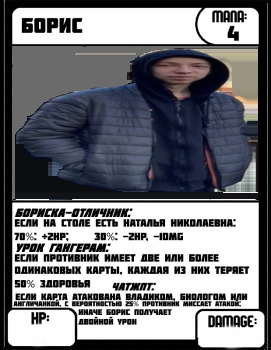 БОРИС
МАНА:
4
БОРИСКА-ОТЛИЧНИК:
ЕСЛИ НА СТОЛЕ ЕСТЬ НАТАЛЬЯ НИКОЛАЕВНА:
70%: +2HP; 30%: -2HP, -1DMG
УРОК ГАНГЕРАМ:
ЕСЛИ ПРОТИВНИК ИМЕЕТ ДВЕ ИЛИ БОЛЕЕ
ОДИНАКОВЫХ КАРТЫ, КАЖДАЯ ИЗ НИХ ТЕРЯЕТ
50% ЗДОРОВЬЯ
ЧАТЖПТ:
ЕСЛИ КАРТА АТАКОВАНА ВЛАДИКОМ, БИОЛОГОМ ИЛИ
АНГЛИЧАНКОЙ, С ВЕРОЯТНОСТЬЮ 25% ПРОТИВНИК МИССАЕТ АТАКОЙ;
ИНАЧЕ БОРИС ПОЛУЧАЕТ
ДВОЙНОЙ УРОН
HP:
DAMAGE: